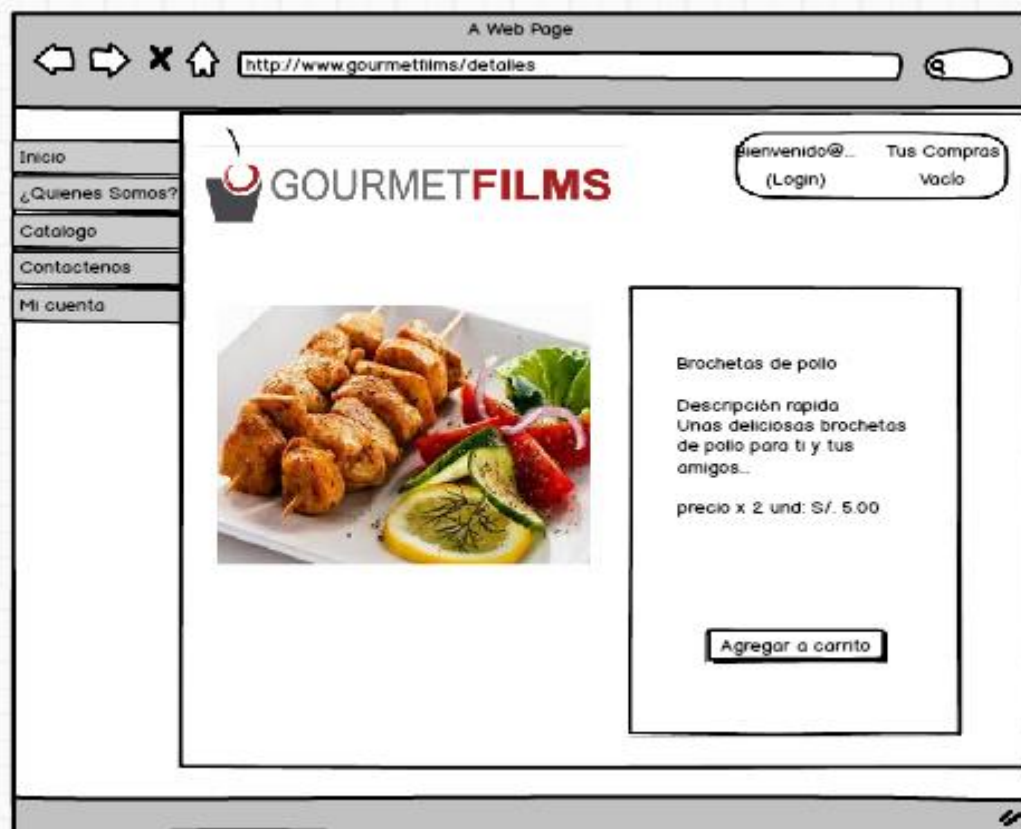 A Web Page
http://www.gourmetfilms/detalles
Inicio
¿Quienes Somos?
Catalogo
Contactenos
Mi cuenta
GOURMETFILMS
Bienvenido@... Tus Compras
(Login) Vacío
Brochetas de pollo
Descripción rapida
Unas deliciosas brochetas
de pollo para ti y tus
amigos...
precio x 2 und: S/. 5.00
Agregar a carrito